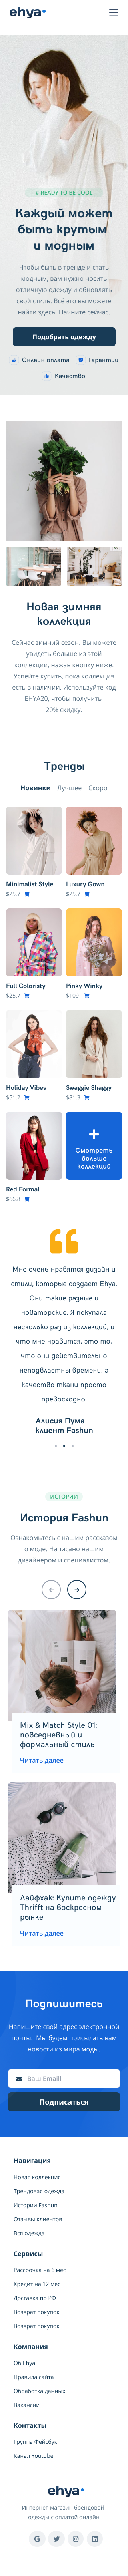 ehya
# READY TO BE COOL
Каждый может
быть крутым
и модным
Чтобы быть в тренде и стать
модным, вам нужно носить
отличную одежду и обновлять
свой стиль. Всё это вы можете
найти здесь. Начните сейчас.
Подобрать одежду
Онлайн оплата Гарантии
Качество
Новая зимняя
коллекция
Сейчас зимний сезон. Вы можете
увидеть больше из этой
коллекции, нажав кнопку ниже.
Успейте купить, пока коллекция
есть в наличии. Используйте код
EHYA20, чтобы получить
20% скидку.
Тренды
Новинки Лучшее Скоро
Minimalist Style
$25.7
Luxury Gown
$25.7
Full Coloristy
$25.7
Pinky Winky
$109
Holiday Vibes
$51.2
Swaggie Shaggy
$81.3
Red Formal
$66.8
Смотреть
больше
коллекций
Мне очень нравятся дизайн и
стили, которые создает Ehya.
Они такие разные и
новаторские. Я покупала
несколько раз из коллекций, и
что мне нравится, это то,
что они действительно
неподвластны времени, а
качество ткани просто
превосходно.
Алисия Пума -
клиент Fashun
ИСТОРИИ
История Fashun
Ознакомьтесь с нашим рассказом
о моде. Написано нашим
дизайнером и специалистом.
Mix & Match Style 01:
повседневный и
формальный стиль
Читать далее
Лайфхак: Купите одежду
Thrifft на воскресном
рынке
Читать далее
Подпишитесь
Напишите свой адрес электронной
почты. Мы будем присылать вам
новости из мира моды.
Ваш Emaill
Подписаться
Навигация
Новая коллекция
Трендовая одежда
Истории Fashun
Отзывы клиентов
Вся одежда
Сервисы
Рассрочка на 6 мес
Кредит на 12 мес
Доставка по РФ
Возврат покупок
Возврат покупок
Компания
Об Ehya
Правила сайта
Обработка данных
Вакансии
Контакты
Группа Фейсбук
Канал Youtube
ehya
Интернет-магазин брендовой
одежды с оплатой онлайн